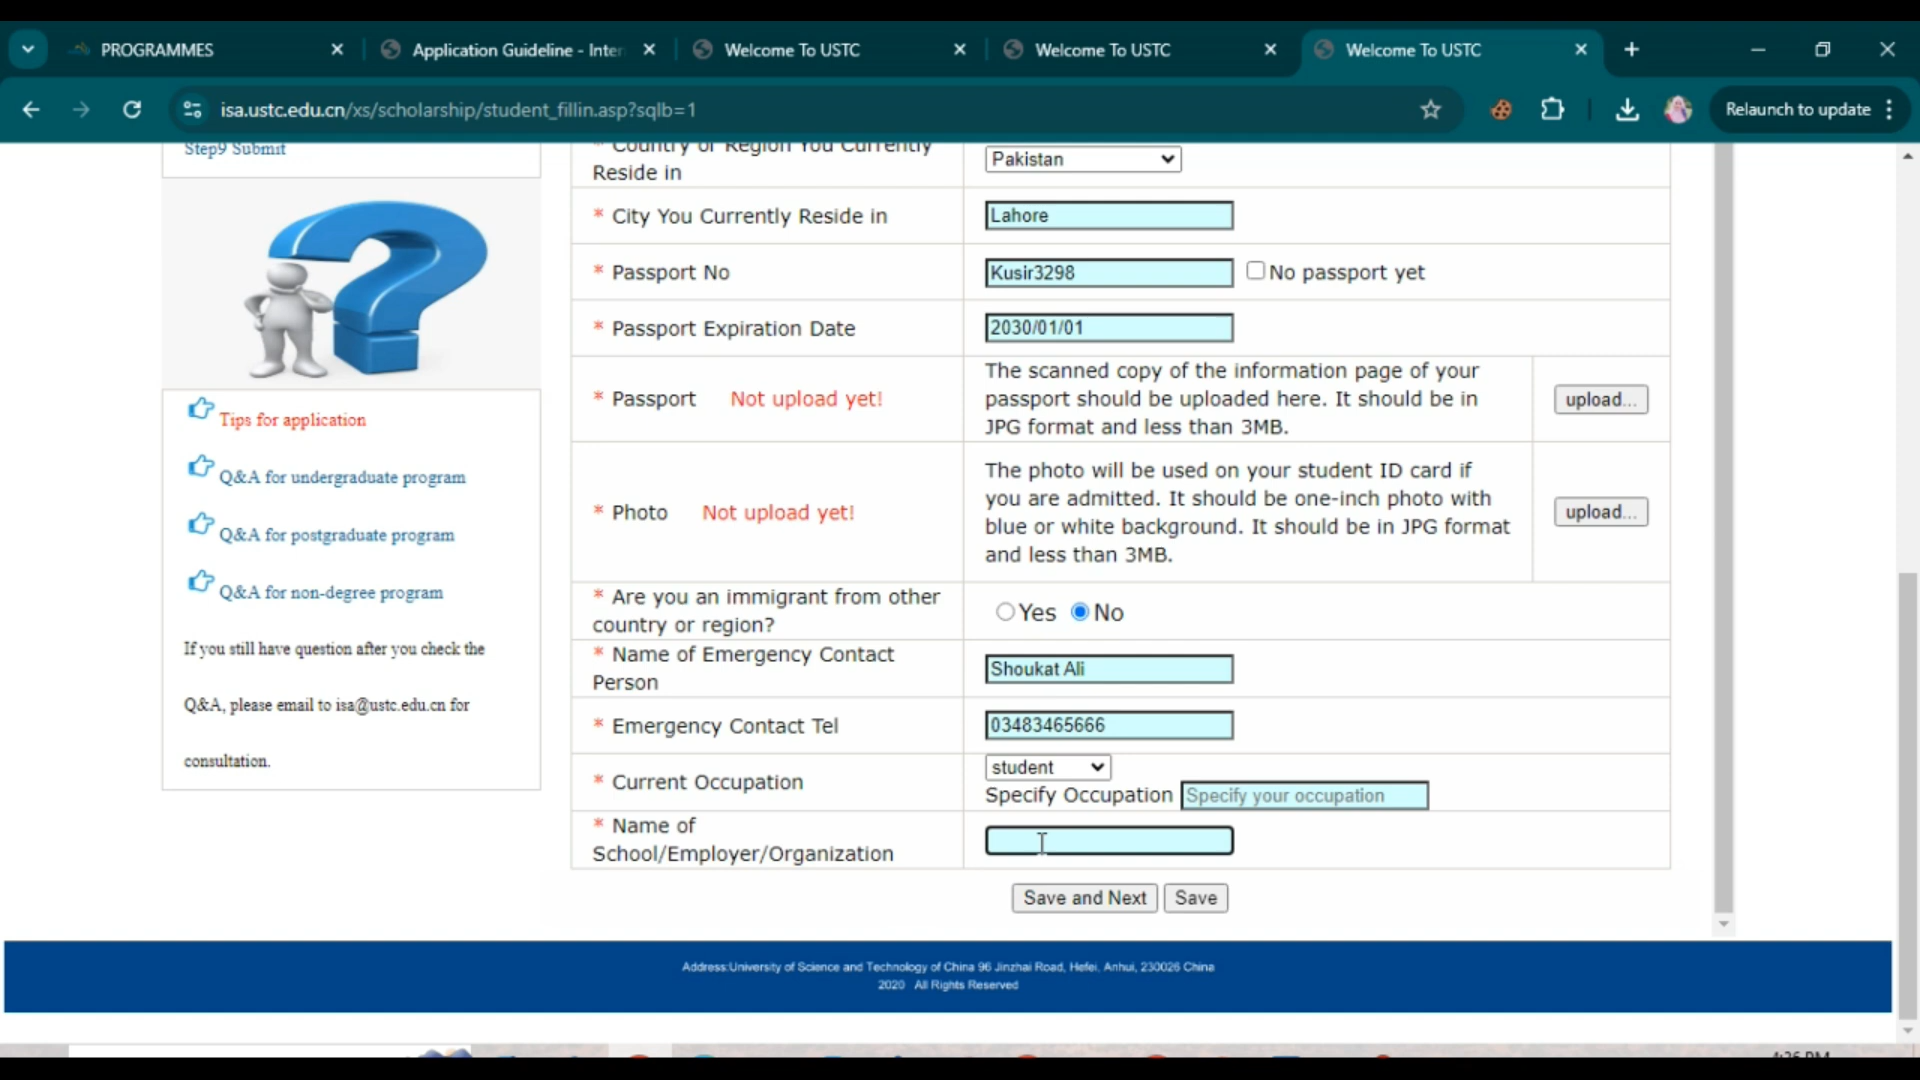 PROGRAMMES
Application Guideline - Inter
Welcome To USTC
Welcome To USTC
Welcome To USTC
isa.ustc.edu.cn/xs/scholarship/student_fillin.asp?sqlb=1
Relaunch to update
Step9 Submit
Tips for application
Q&A for undergraduate program
Q&A for postgraduate program
Q&A for non-degree program
If you still have question after you check the
Q&A, please email to isa@ustc.edu.cn for
consultation.
* Country or Region You Currently
Reside in
Pakistan
* City You Currently Reside in
Lahore
* Passport No
Kusir3298
No passport yet
* Passport Expiration Date
2030/01/01
* Passport Not upload yet!
The scanned copy of the information page of your
passport should be uploaded here. It should be in
JPG format and less than 3MB.
upload...
* Photo Not upload yet!
The photo will be used on your student ID card if
you are admitted. It should be one-inch photo with
blue or white background. It should be in JPG format
and less than 3MB.
upload...
* Are you an immigrant from other
country or region?
Yes No
* Name of Emergency Contact
Person
Shoukat Ali
* Emergency Contact Tel
03483465666
* Current Occupation
student
Specify Occupation Specify your occupation
* Name of
School/Employer/Organization
Save and Next Save
Address:University of Science and Technology of China 96 Jinzhai Road, Hefei, Anhui, 230026 China
2020 All Rights Reserved
4:36 PM